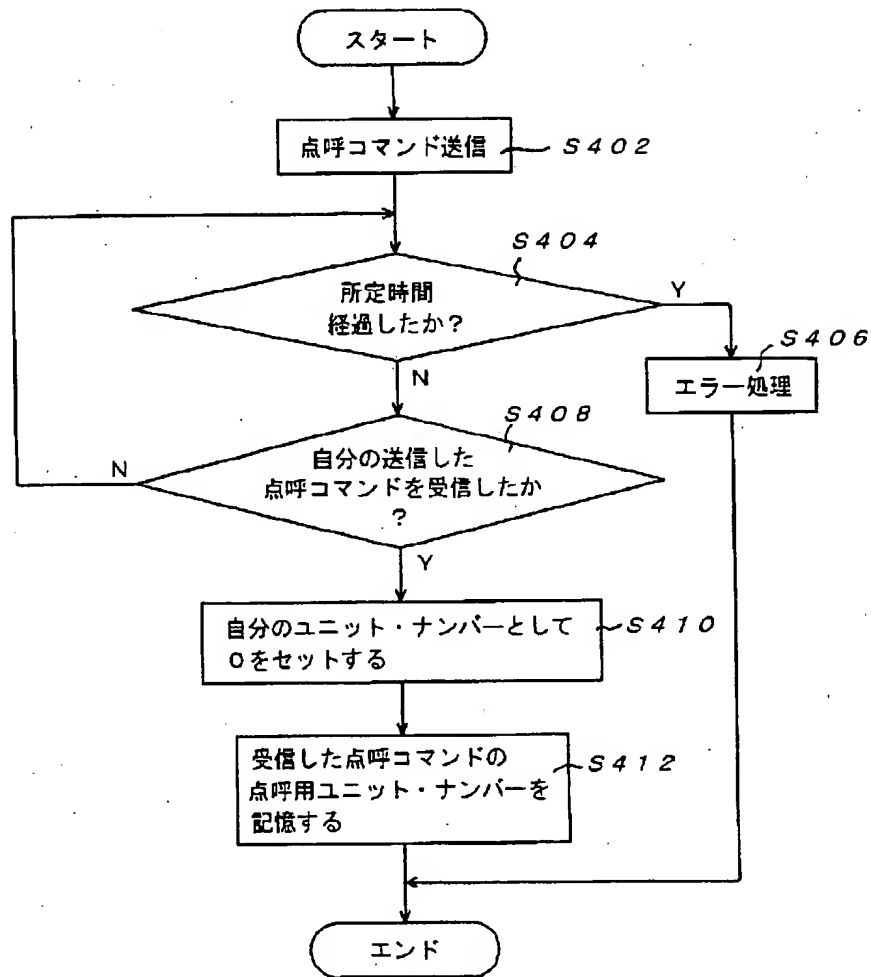 スタート
点呼コマンド送信
S402
S404
所定時間
経過したか？
Y
S406
エラー処理
N
S408
自分の送信した
点呼コマンドを受信したか
？
N
Y
自分のユニット・ナンバーとして
0をセットする
S410
受信した点呼コマンドの
点呼用ユニット・ナンバーを
記憶する
S412
エンド